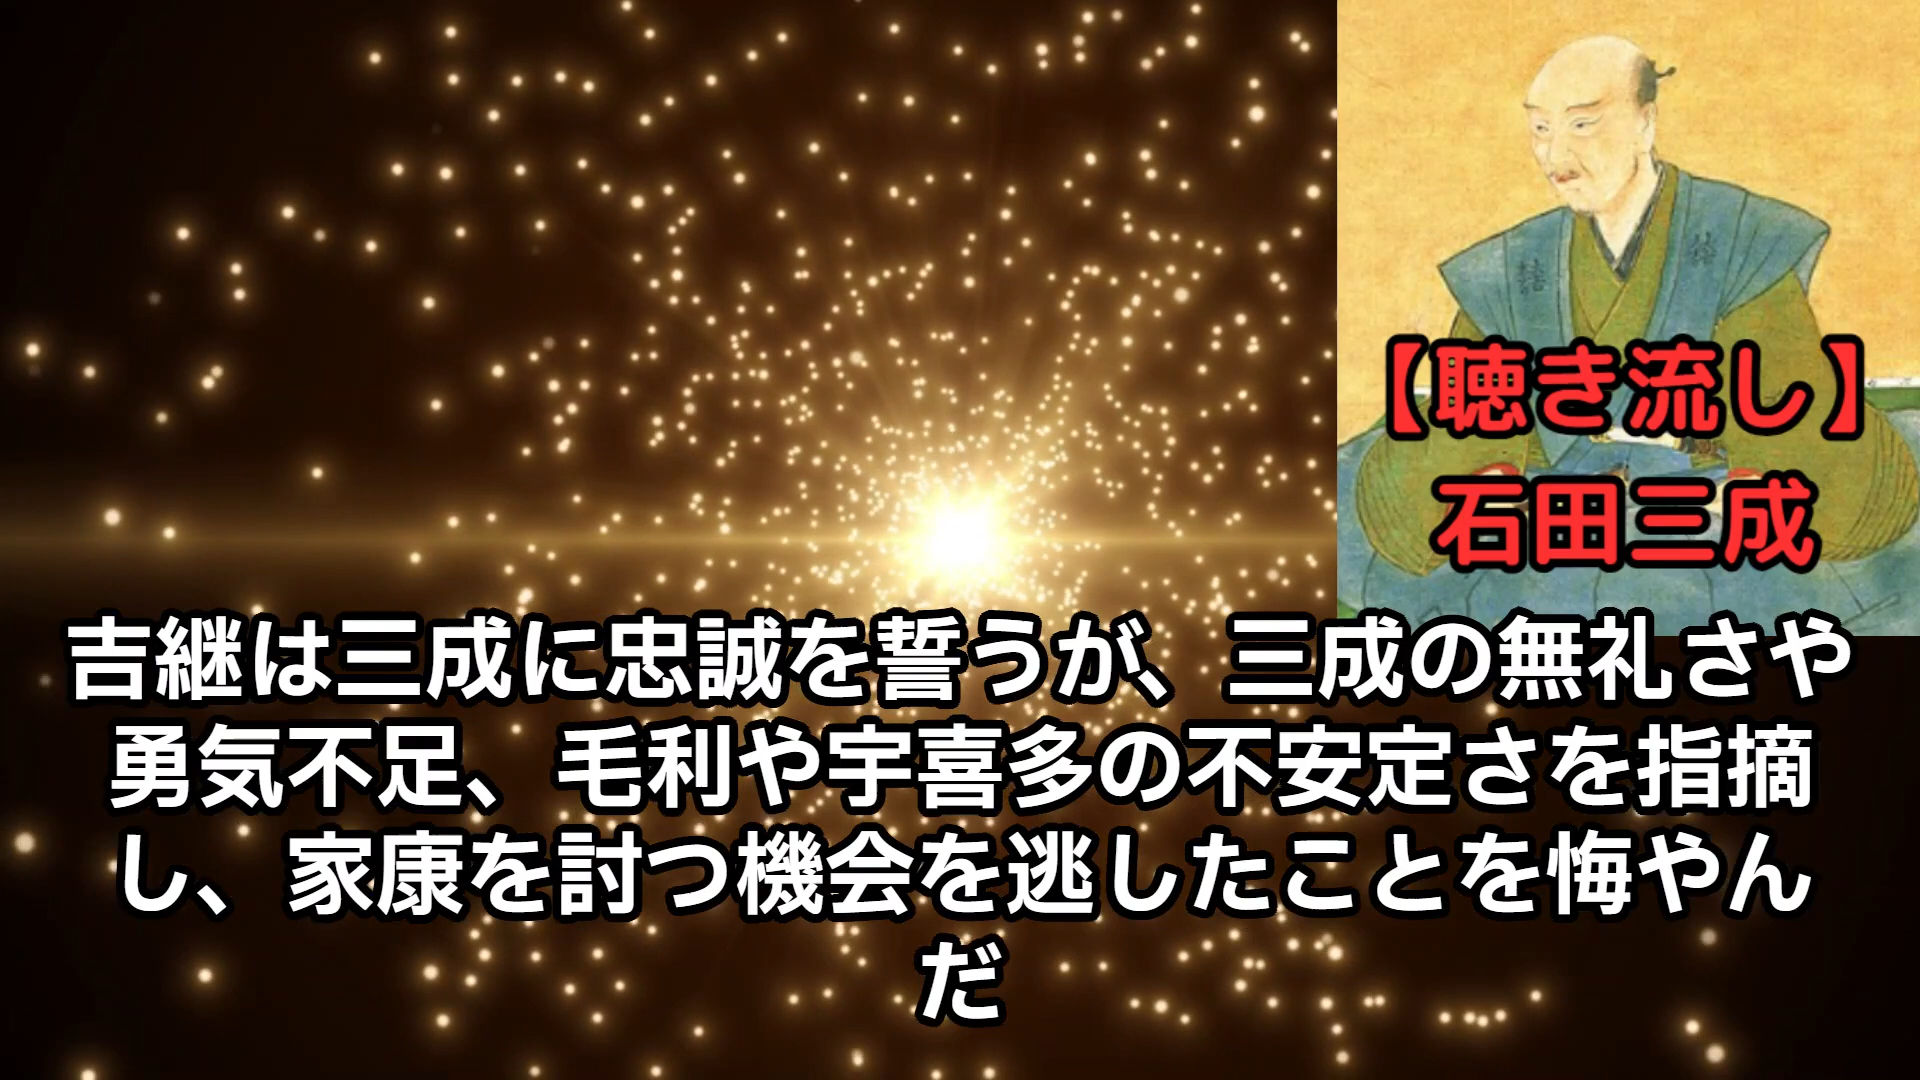 【聴き流し】
石田三成
吉継は三成に忠誠を誓うが、三成の無礼さや
勇気不足、毛利や宇喜多の不安定さを指摘
し、家康を討つ機会を逃したことを悔やん
だ